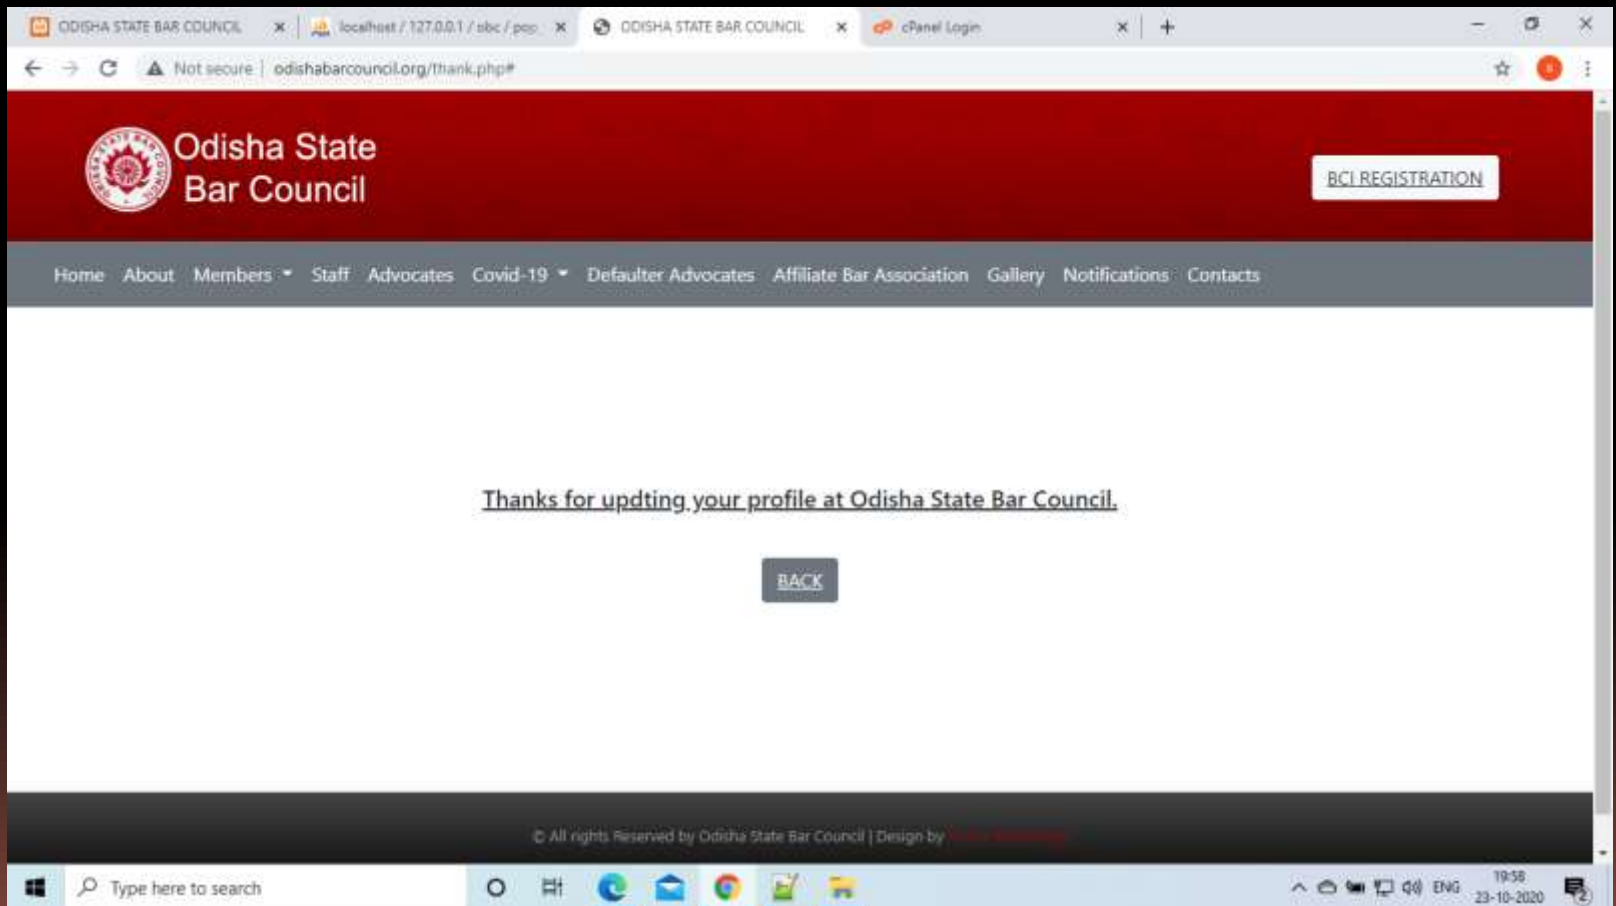 ODISHA STATE BAR COUNCIL
localhost / 127.0.0.1 / obc / pop
ODISHA STATE BAR COUNCIL
cPanel Login
Not secure | odishabarcouncil.org/thank.php#
Odisha State
Bar Council
BCI REGISTRATION
Home About Members Staff Advocates Covid-19 Defaulter Advocates Affiliate Bar Association Gallery Notifications Contacts
Thanks for updting your profile at Odisha State Bar Council.
BACK
© All rights Reserved by Odisha State Bar Council | Design by
Type here to search
ENG
19:58
23-10-2020